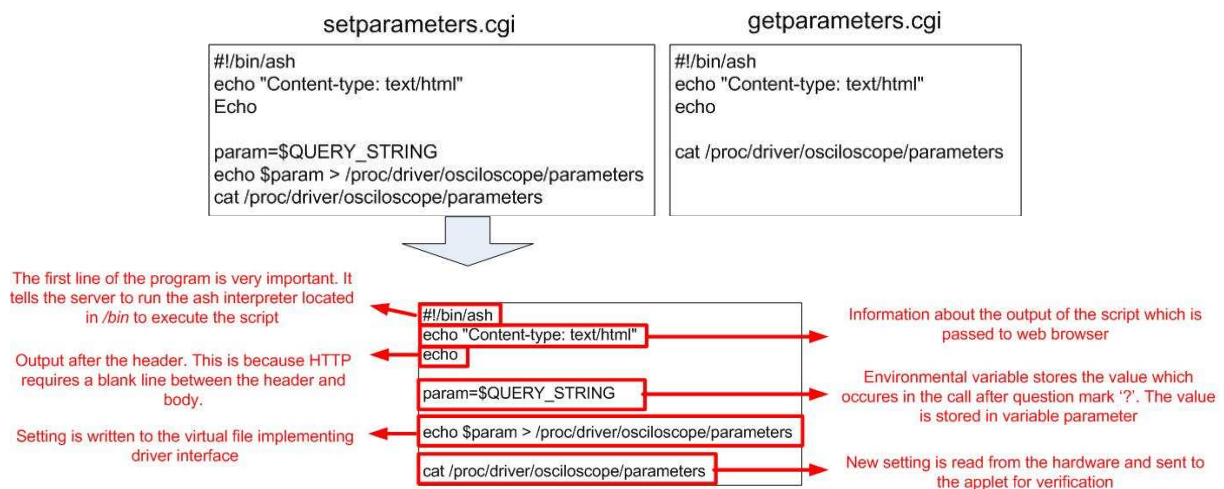 setparameters.cgi
#!/bin/ash
echo "Content-type: text/html"
Echo
param=$QUERY_STRING
echo $param > /proc/driver/osciloscope/parameters
cat /proc/driver/osciloscope/parameters
getparameters.cgi
#!/bin/ash
echo "Content-type: text/html"
echo
cat /proc/driver/osciloscope/parameters
The first line of the program is very important. It
tells the server to run the ash interpreter located
in /bin to execute the script
Output after the header. This is because HTTP
requires a blank line between the header and
body.
Setting is written to the virtual file implementing
driver interface
#!/bin/ash
echo "Content-type: text/html"
echo
param=$QUERY_STRING
echo $param > /proc/driver/osciloscope/parameters
cat /proc/driver/osciloscope/parameters
Information about the output of the script which is
passed to web browser
Environmental variable stores the value which
occures in the call after question mark ‘?’. The value
is stored in variable parameter
New setting is read from the hardware and sent to
the applet for verification